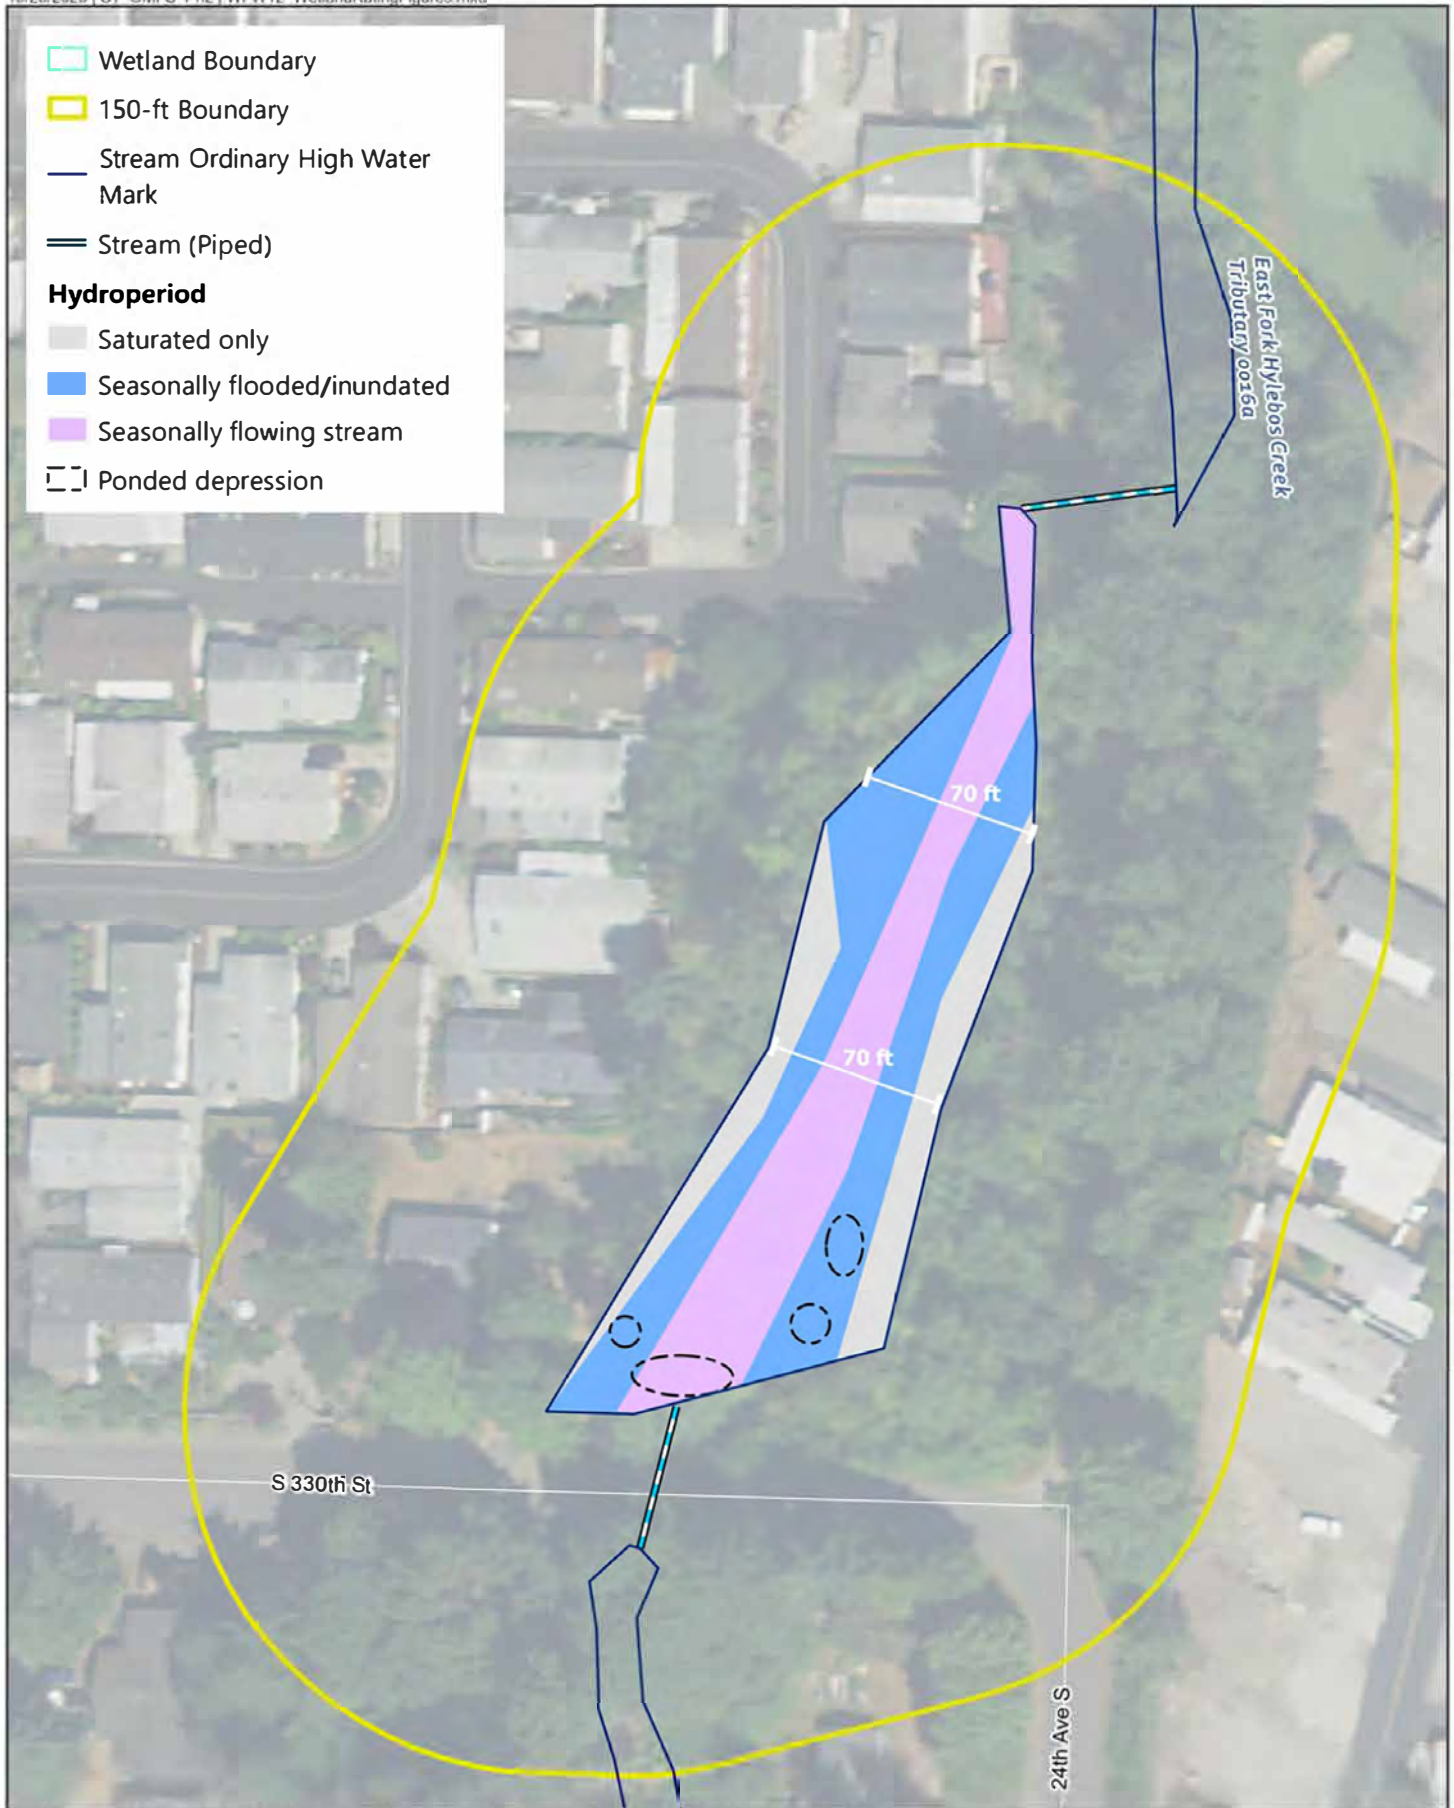 Wetland Boundary
150-ft Boundary
Stream Ordinary High Water
Mark
Stream (Piped)
Hydroperiod
Saturated only
Seasonally flooded/inundated
Seasonally flowing stream
Ponded depression
East Fork Hylebos Creek
Tributary 0016a
70 ft
70 ft
S 330th St
24th Ave S